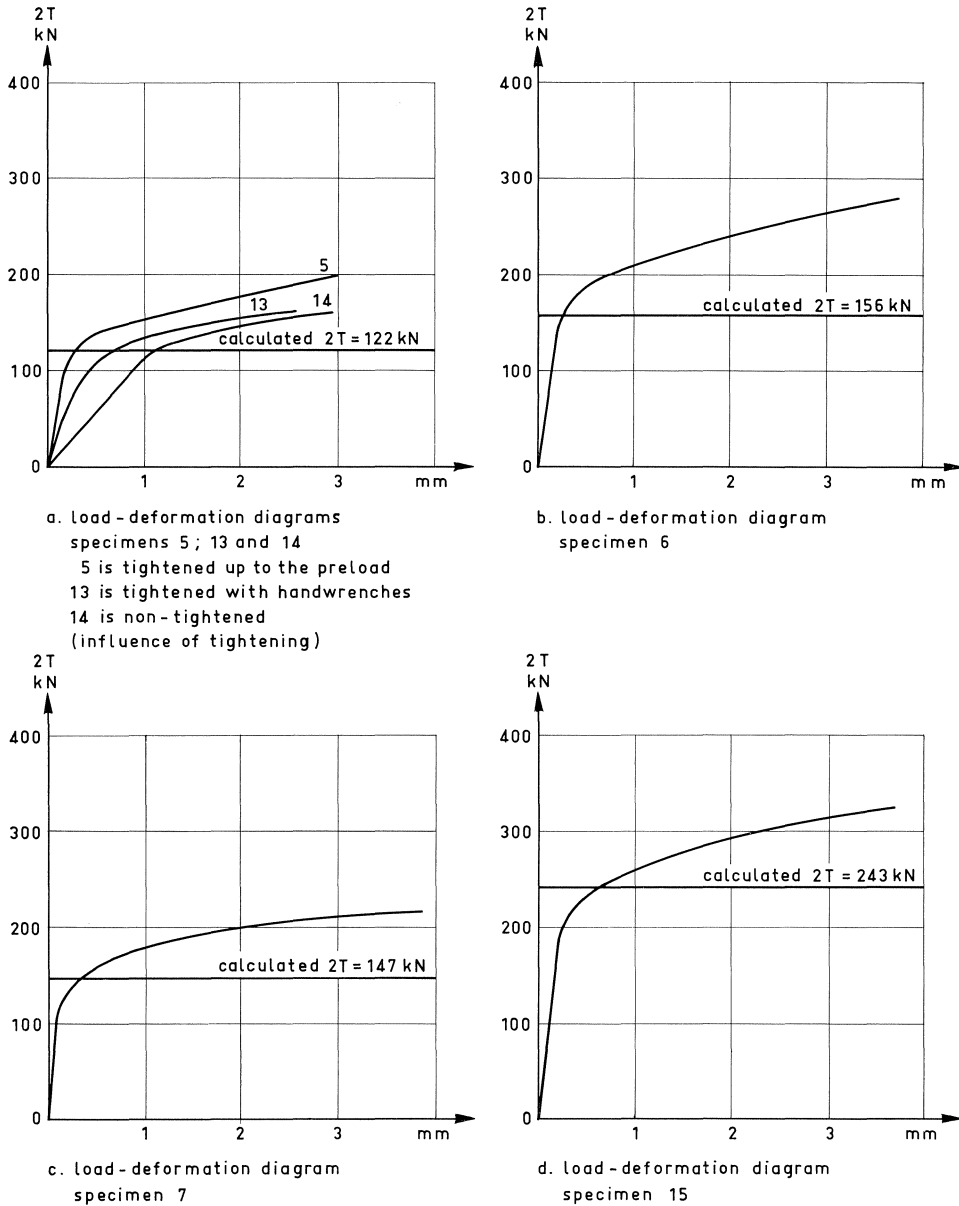 2T
kN
400
300
200
100
0
5
13
14
calculated 2T = 122 kN
1
2
3
mm
a. load-deformation diagrams
specimens 5; 13 and 14
5 is tightened up to the preload
13 is tightened with handwrenches
14 is non-tightened
(influence of tightening)
2T
kN
400
300
200
100
0
calculated 2T = 156 kN
1
2
3
mm
b. load-deformation diagram
specimen 6
2T
kN
400
300
200
100
0
calculated 2T = 147 kN
1
2
3
mm
c. load-deformation diagram
specimen 7
2T
kN
400
300
200
100
0
calculated 2T = 243 kN
1
2
3
mm
d. load-deformation diagram
specimen 15